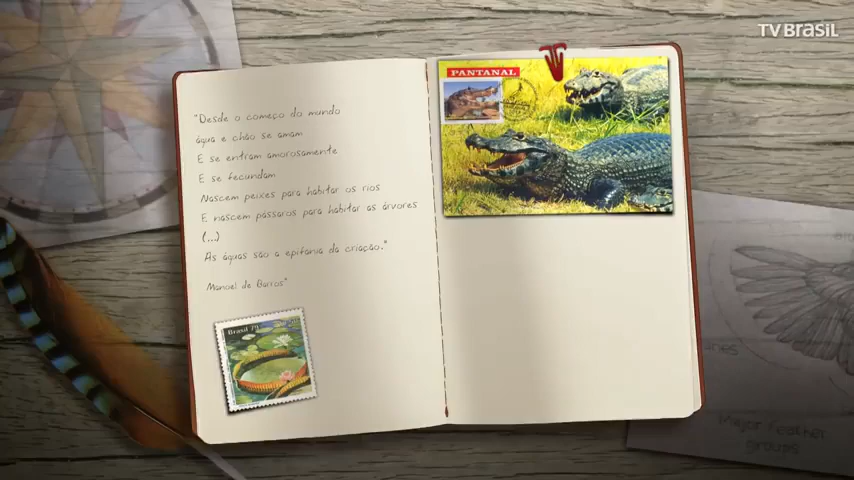 TV BRASIL
"Desde o começo do mundo
água e chão se amam
E se entram amorosamente
E se fecundam
Nascem peixes para habitar os rios
E nascem pássaros para habitar as árvores
(...)
As águas são a epifania da criação."
Manoel de Barros"
Brasil 79
PANTANAL
Major feather
groups